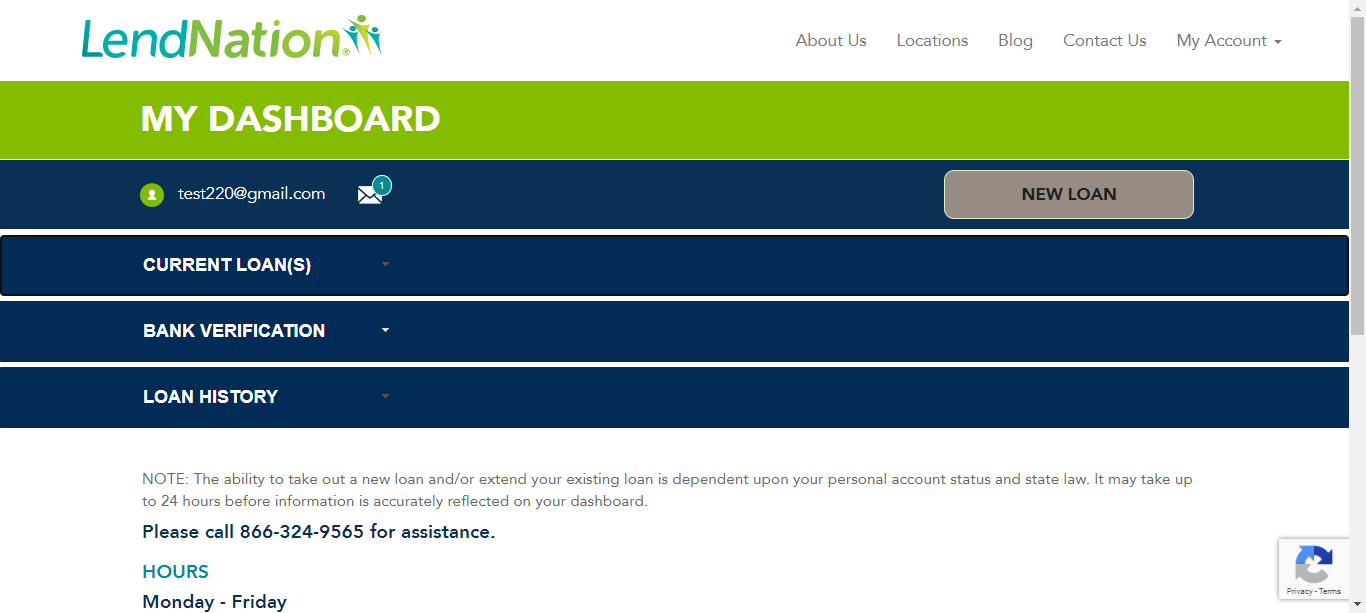 LendNation®
About Us Locations Blog Contact Us My Account
MY DASHBOARD
test220@gmail.com 1 NEW LOAN
CURRENT LOAN(S)
BANK VERIFICATION
LOAN HISTORY
NOTE: The ability to take out a new loan and/or extend your existing loan is dependent upon your personal account status and state law. It may take up
to 24 hours before information is accurately reflected on your dashboard.
Please call 866-324-9565 for assistance.
HOURS
Monday - Friday
Privacy - Terms